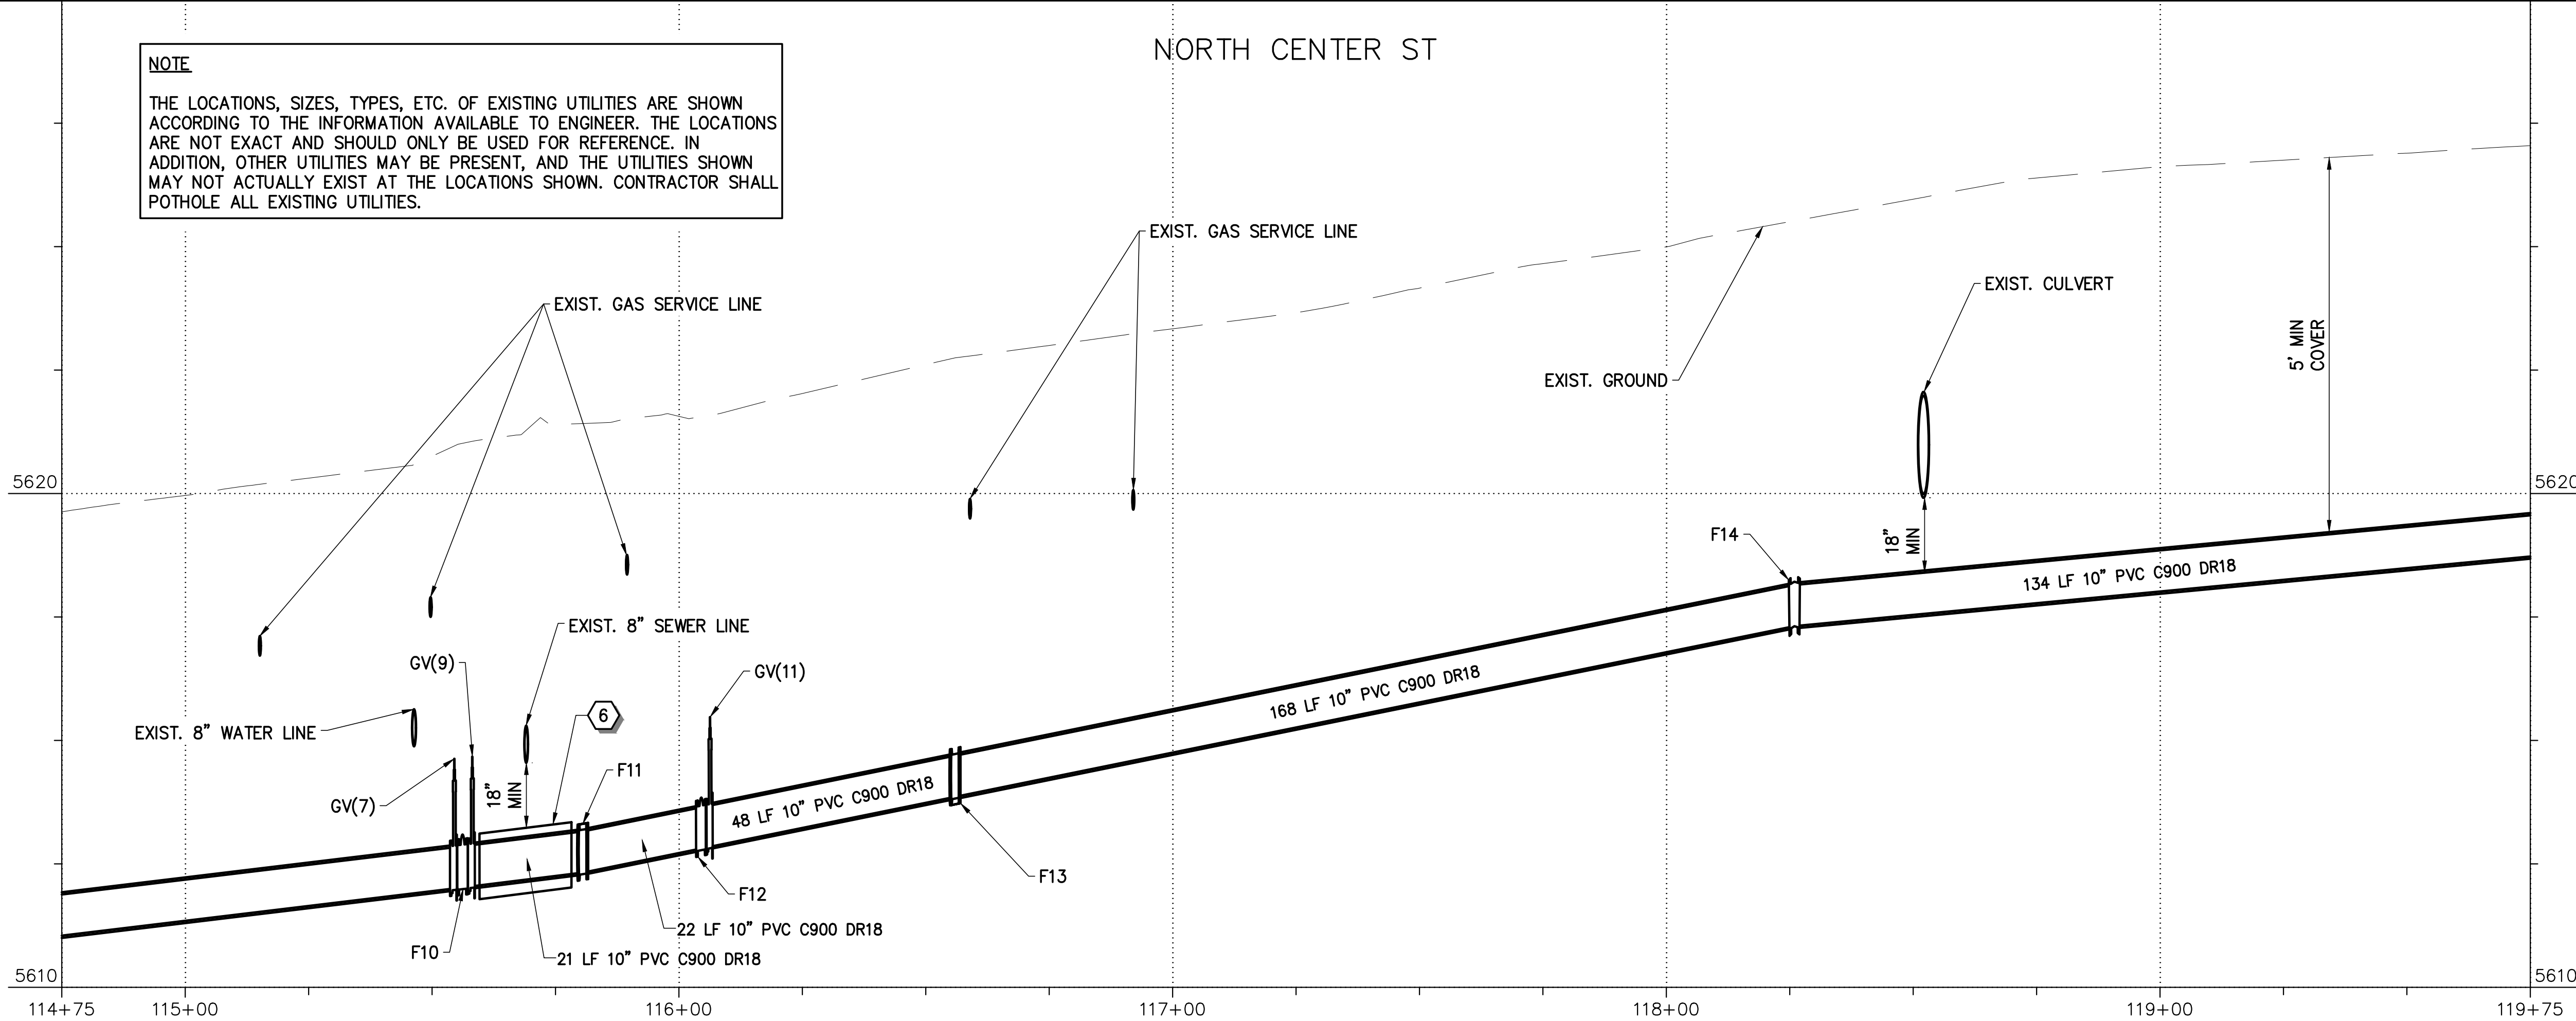 NORTH CENTER ST
NOTE
THE LOCATIONS, SIZES, TYPES, ETC. OF EXISTING UTILITIES ARE SHOWN
ACCORDING TO THE INFORMATION AVAILABLE TO ENGINEER. THE LOCATIONS
ARE NOT EXACT AND SHOULD ONLY BE USED FOR REFERENCE. IN
ADDITION, OTHER UTILITIES MAY BE PRESENT, AND THE UTILITIES SHOWN
MAY NOT ACTUALLY EXIST AT THE LOCATIONS SHOWN. CONTRACTOR SHALL
POTHOLE ALL EXISTING UTILITIES.
EXIST. GAS SERVICE LINE
EXIST. CULVERT
EXIST. GAS SERVICE LINE
5' MIN
COVER
EXIST. GROUND
5620
5620
F14
18"
MIN
134 LF 10" PVC C900 DR18
EXIST. 8" SEWER LINE
GV(9)
GV(11)
168 LF 10" PVC C900 DR18
6
EXIST. 8" WATER LINE
F11
18"
MIN
GV(7)
48 LF 10" PVC C900 DR18
F13
F12
22 LF 10" PVC C900 DR18
F10
21 LF 10" PVC C900 DR18
5610
5610
114+75
115+00
116+00
117+00
118+00
119+00
119+75